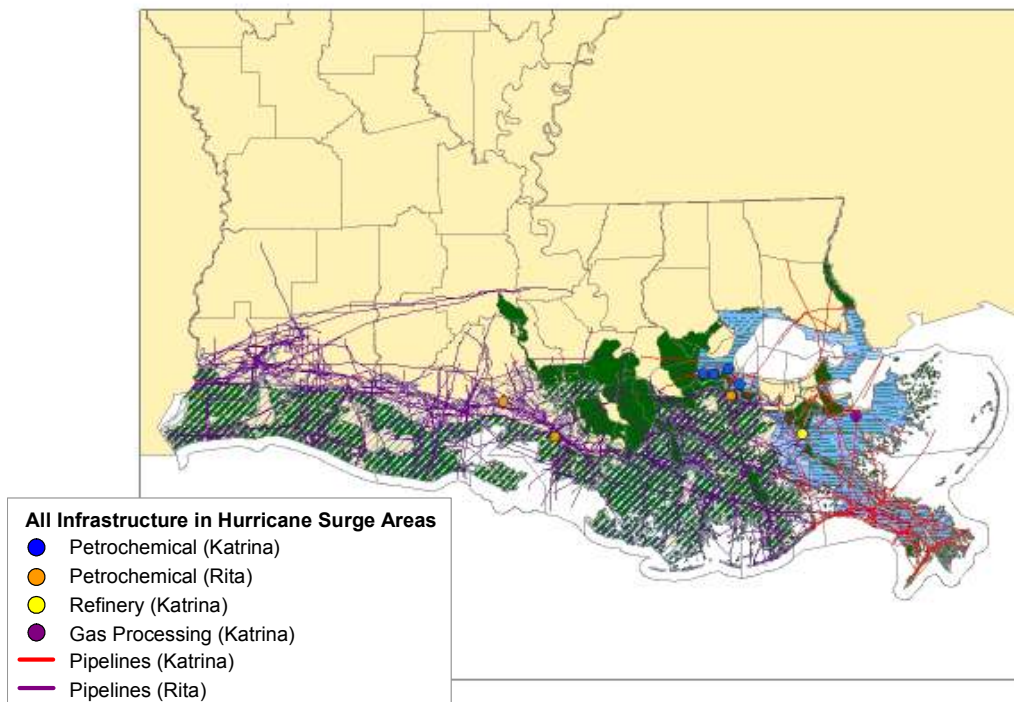 All Infrastructure in Hurricane Surge Areas
Petrochemical (Katrina)
Petrochemical (Rita)
Refinery (Katrina)
Gas Processing (Katrina)
Pipelines (Katrina)
Pipelines (Rita)